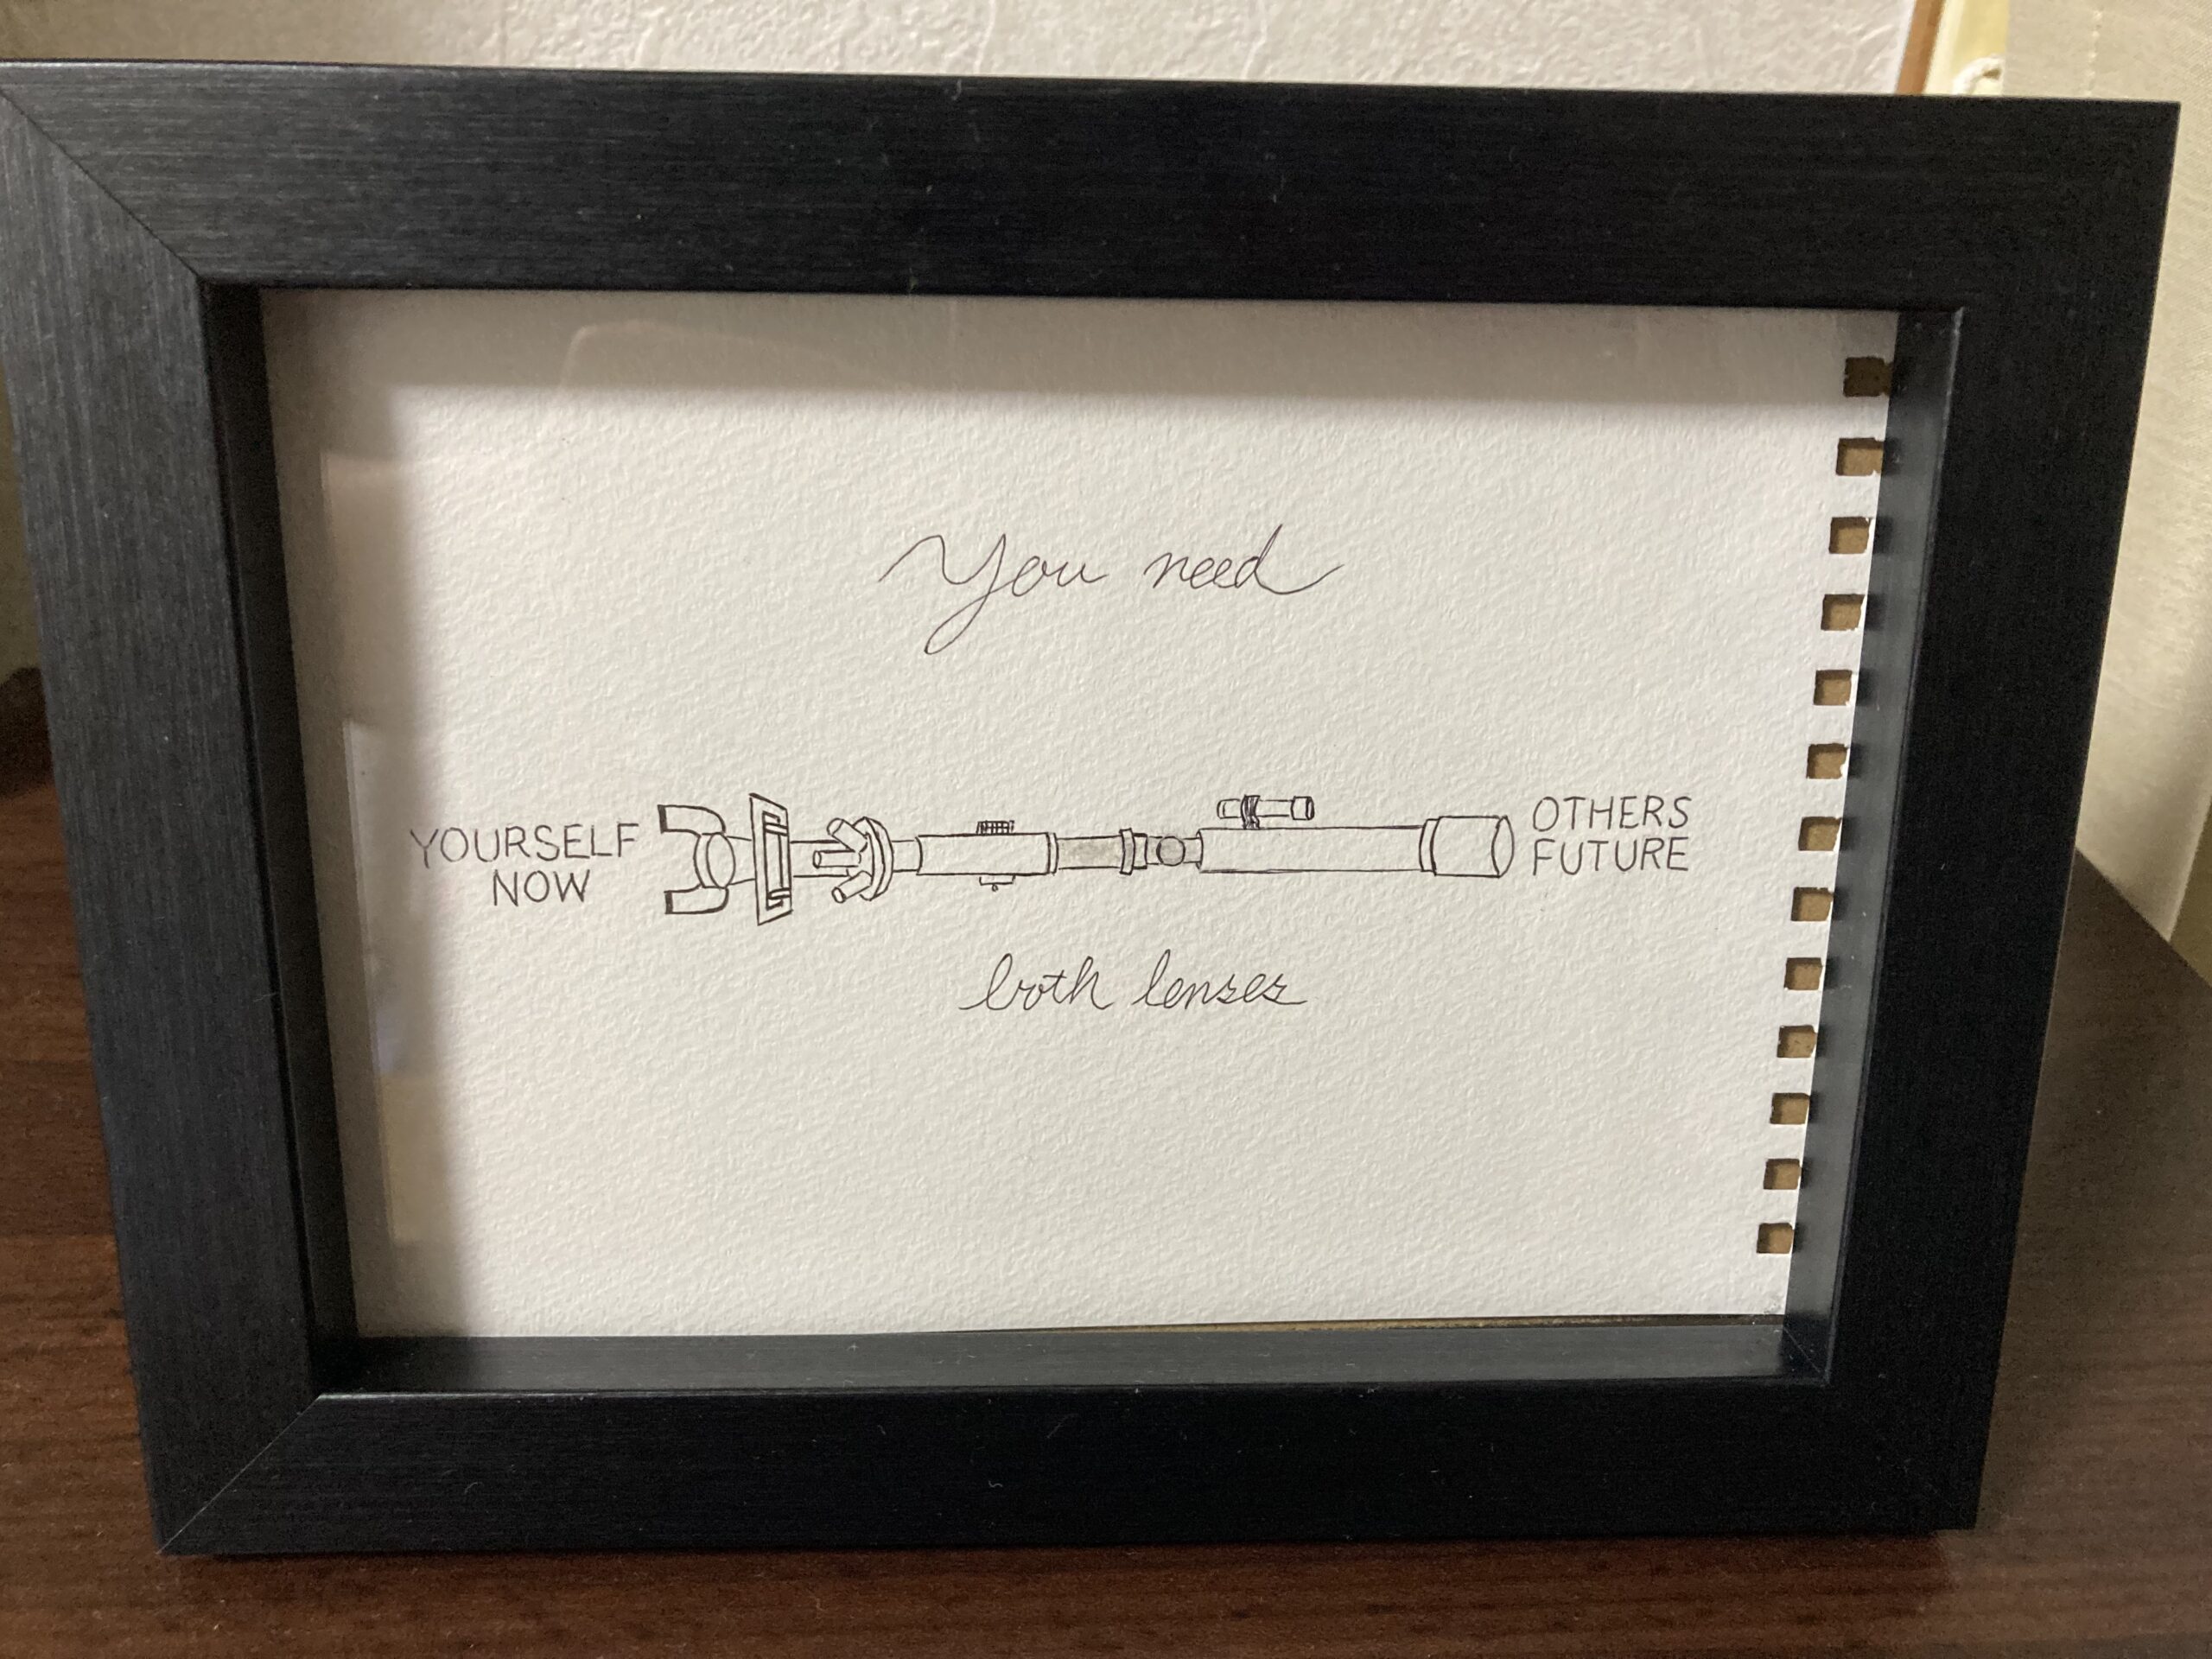 You need
YOURSELF
NOW
OTHERS
FUTURE
both lenses